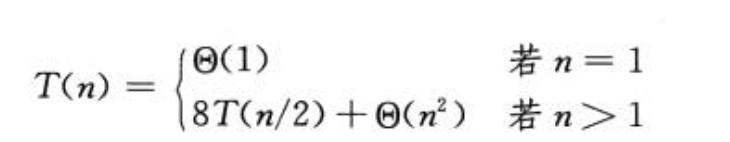 T(n) = { Θ(1) 若 n = 1
8T(n/2) + Θ(n²) 若 n > 1